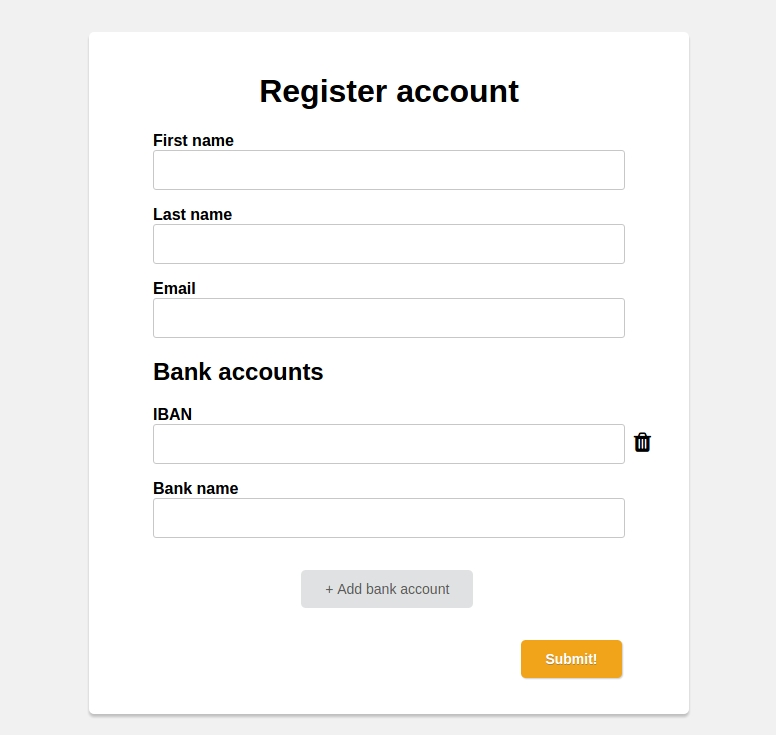 Register account
First name
Last name
Email
Bank accounts
IBAN
Bank name
+ Add bank account
Submit!